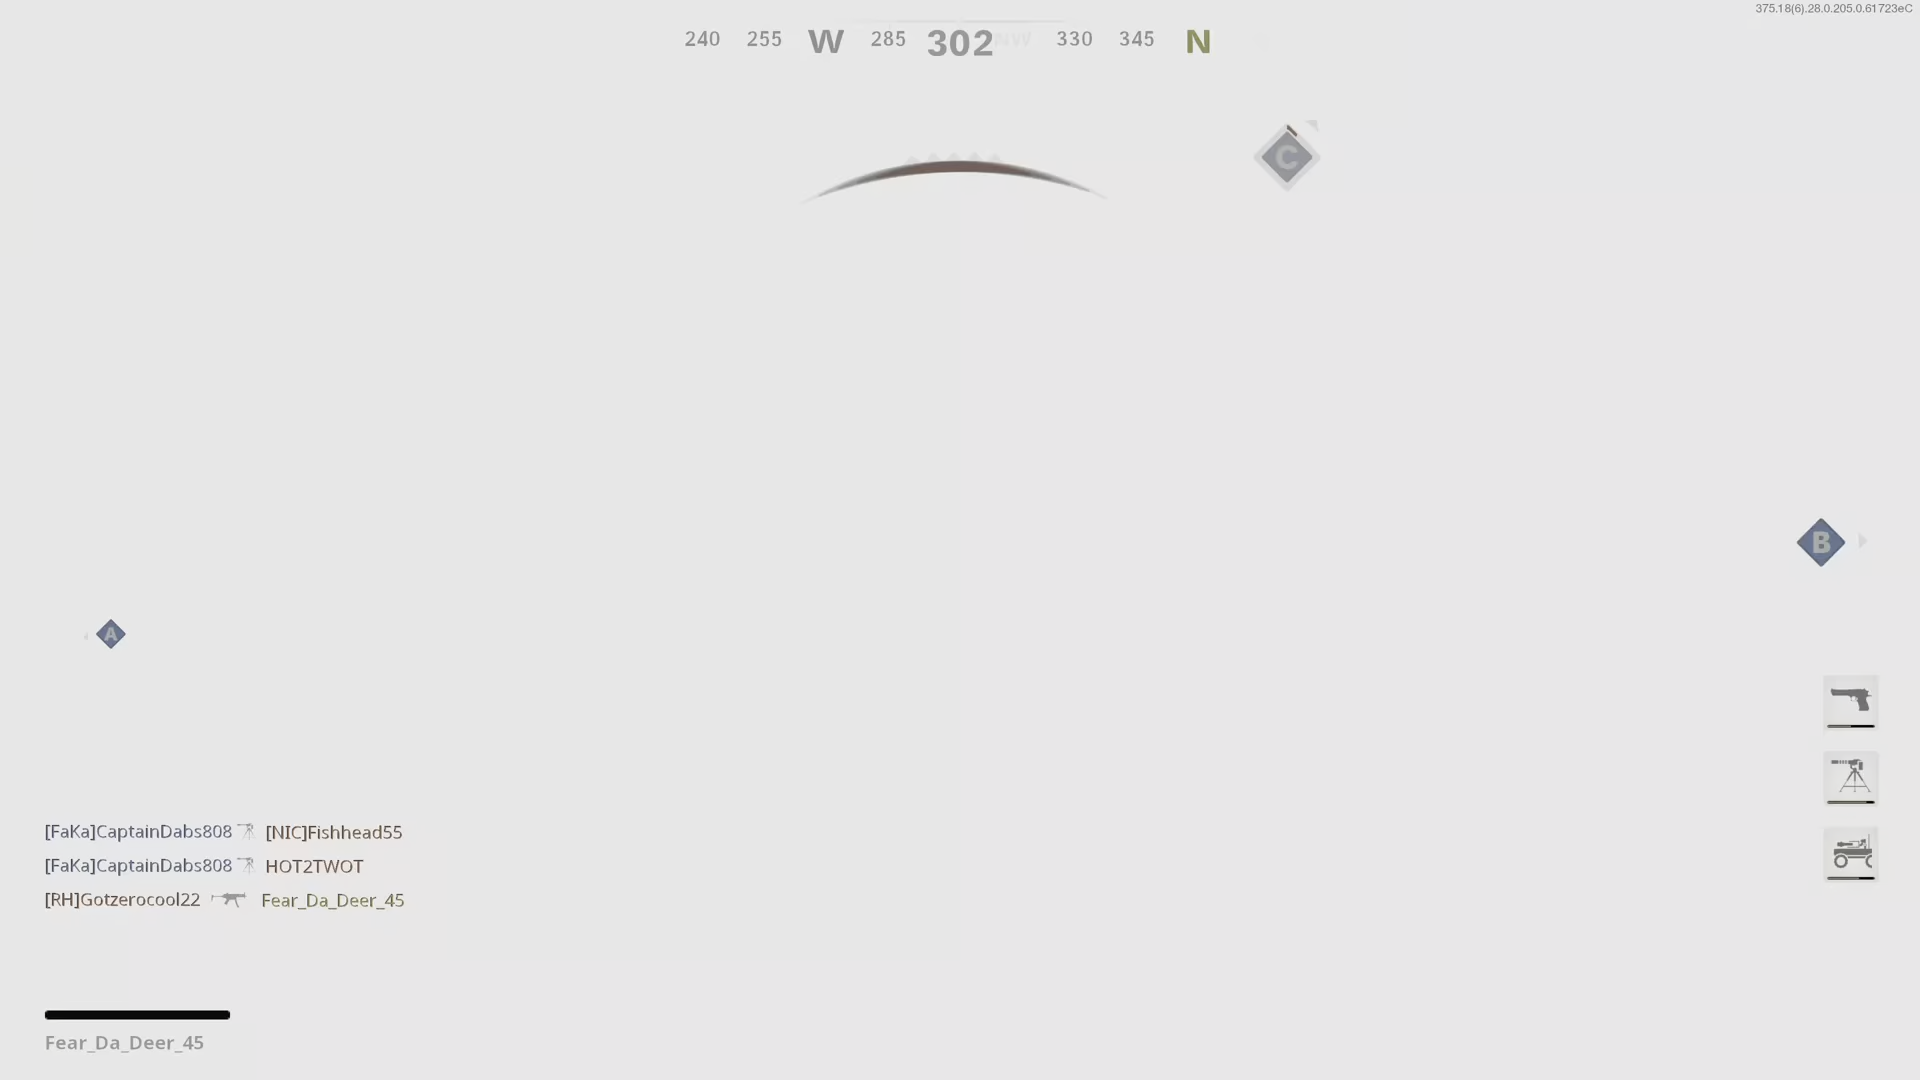 375.18(6).28.0.205.0.61723eC
240 255 W 285 302 NW 330 345 N
C
B
A
[FaKa]CaptainDabs808 [NIC]Fishhead55
[FaKa]CaptainDabs808 HOT2TWOT
[RH]Gotzerocool22 Fear_Da_Deer_45
Fear_Da_Deer_45